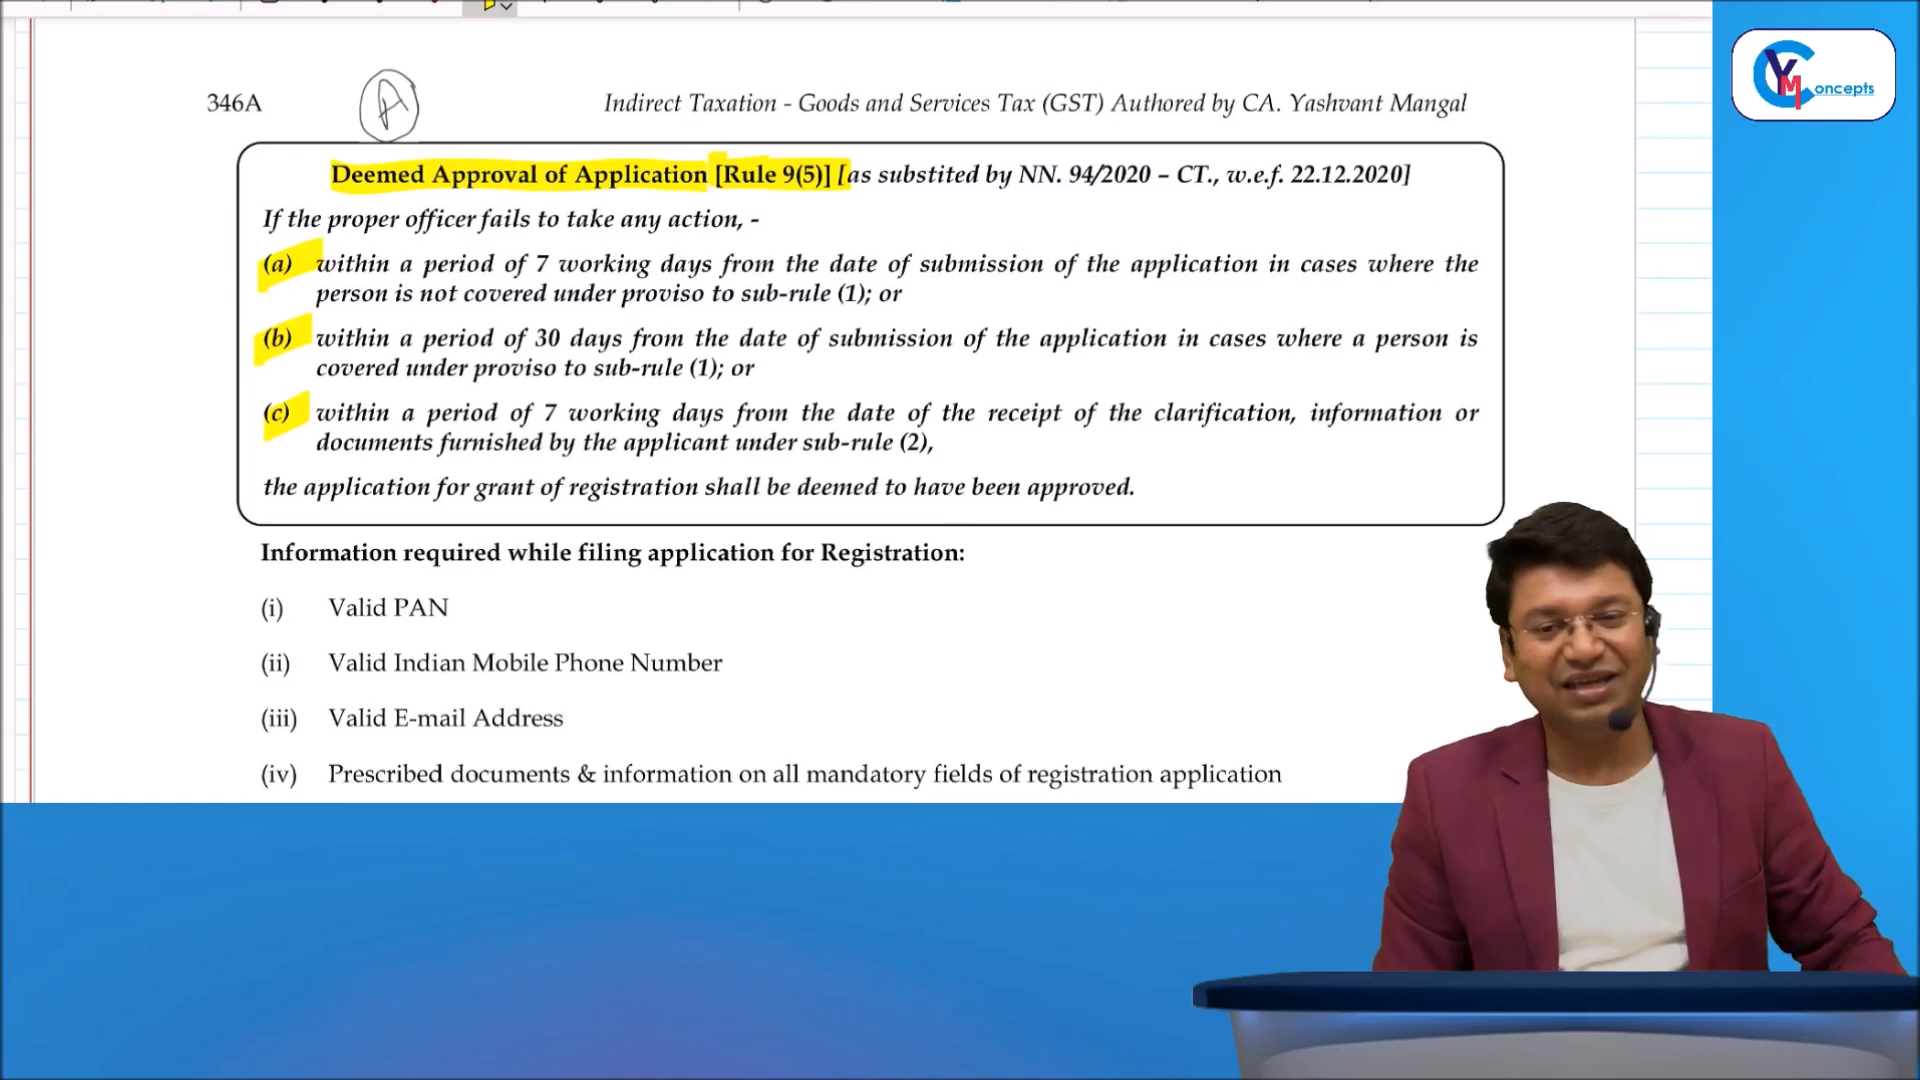 346A
A
Indirect Taxation - Goods and Services Tax (GST) Authored by CA. Yashvant Mangal
YM Concepts
Deemed Approval of Application [Rule 9(5)] [as substited by NN. 94/2020 – CT., w.e.f. 22.12.2020]
If the proper officer fails to take any action, -
(a) within a period of 7 working days from the date of submission of the application in cases where the
person is not covered under proviso to sub-rule (1); or
(b) within a period of 30 days from the date of submission of the application in cases where a person is
covered under proviso to sub-rule (1); or
(c) within a period of 7 working days from the date of the receipt of the clarification, information or
documents furnished by the applicant under sub-rule (2),
the application for grant of registration shall be deemed to have been approved.
Information required while filing application for Registration:
(i) Valid PAN
(ii) Valid Indian Mobile Phone Number
(iii) Valid E-mail Address
(iv) Prescribed documents & information on all mandatory fields of registration application